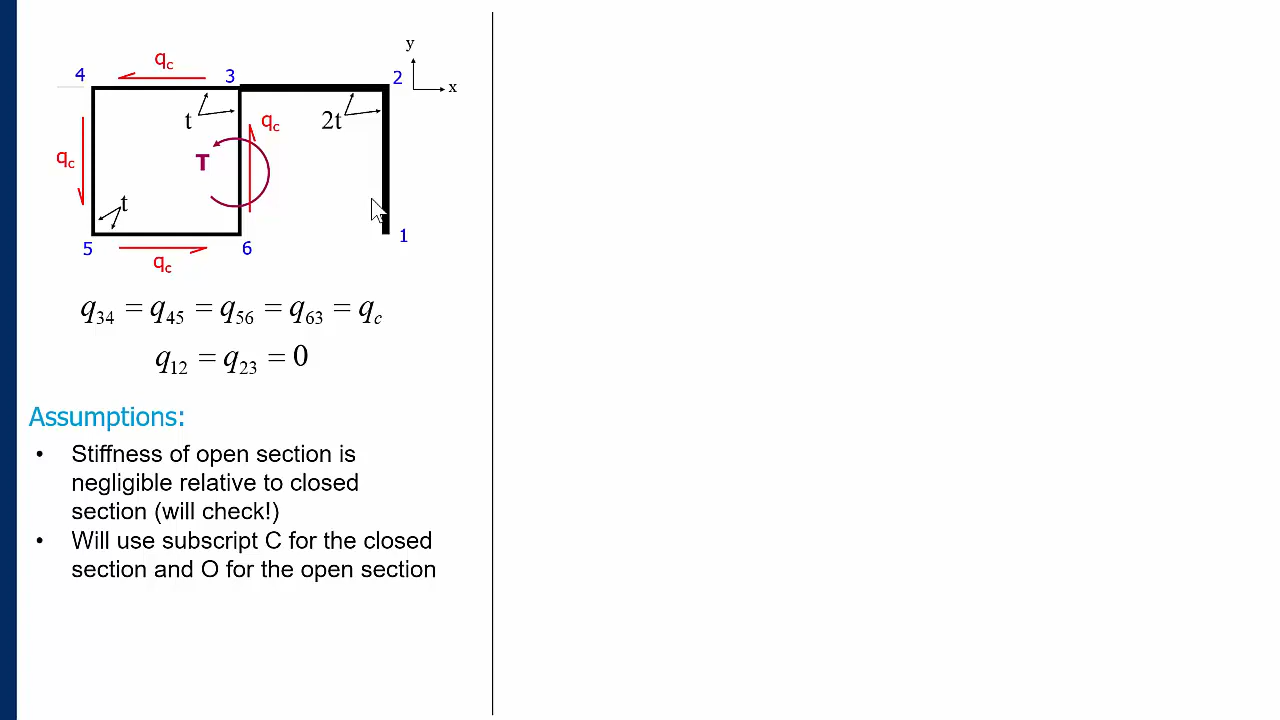 y
q_c
4
3
2
x
t
2t
q_c
T
q_c
t
1
5
6
q_c
q_34 = q_45 = q_56 = q_63 = q_c
q_12 = q_23 = 0
Assumptions:
• Stiffness of open section is
negligible relative to closed
section (will check!)
• Will use subscript C for the closed
section and O for the open section